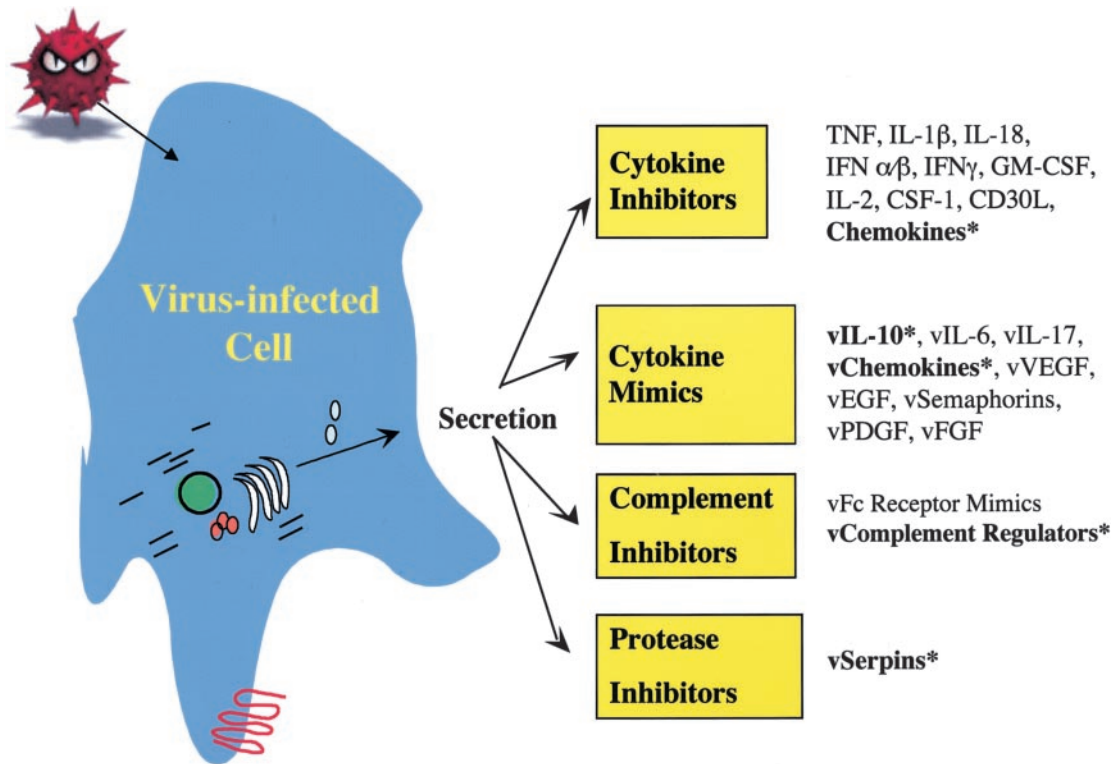 Virus-infected
Cell
Secretion
Cytokine
Inhibitors
TNF, IL-1β, IL-18,
IFN α/β, IFNγ, GM-CSF,
IL-2, CSF-1, CD30L,
Chemokines*
Cytokine
Mimics
vIL-10*, vIL-6, vIL-17,
vChemokines*, vVEGF,
vEGF, vSemaphorins,
vPDGF, vFGF
Complement
Inhibitors
vFc Receptor Mimics
vComplement Regulators*
Protease
Inhibitors
vSerpins*